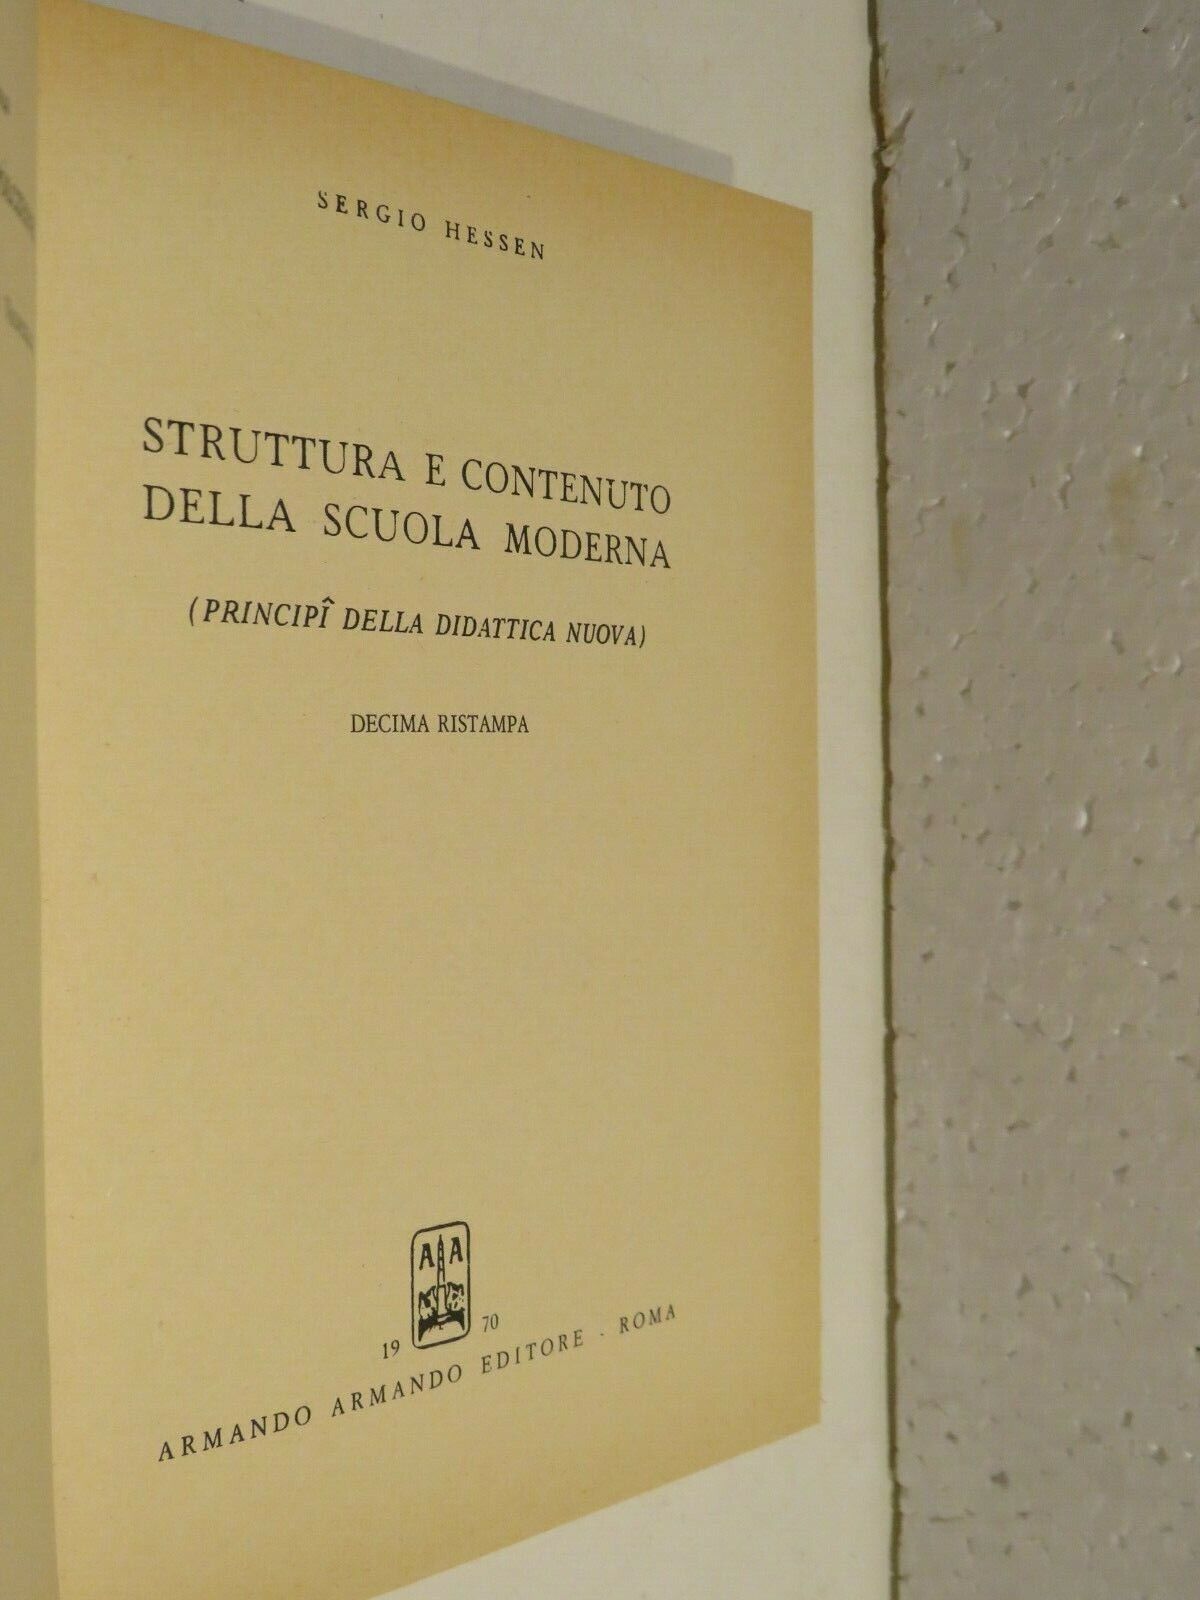 SERGIO HESSEN
STRUTTURA E CONTENUTO
DELLA SCUOLA MODERNA
(PRINCIPÎ DELLA DIDATTICA NUOVA)
DECIMA RISTAMPA
A A
19 70
ARMANDO ARMANDO EDITORE · ROMA